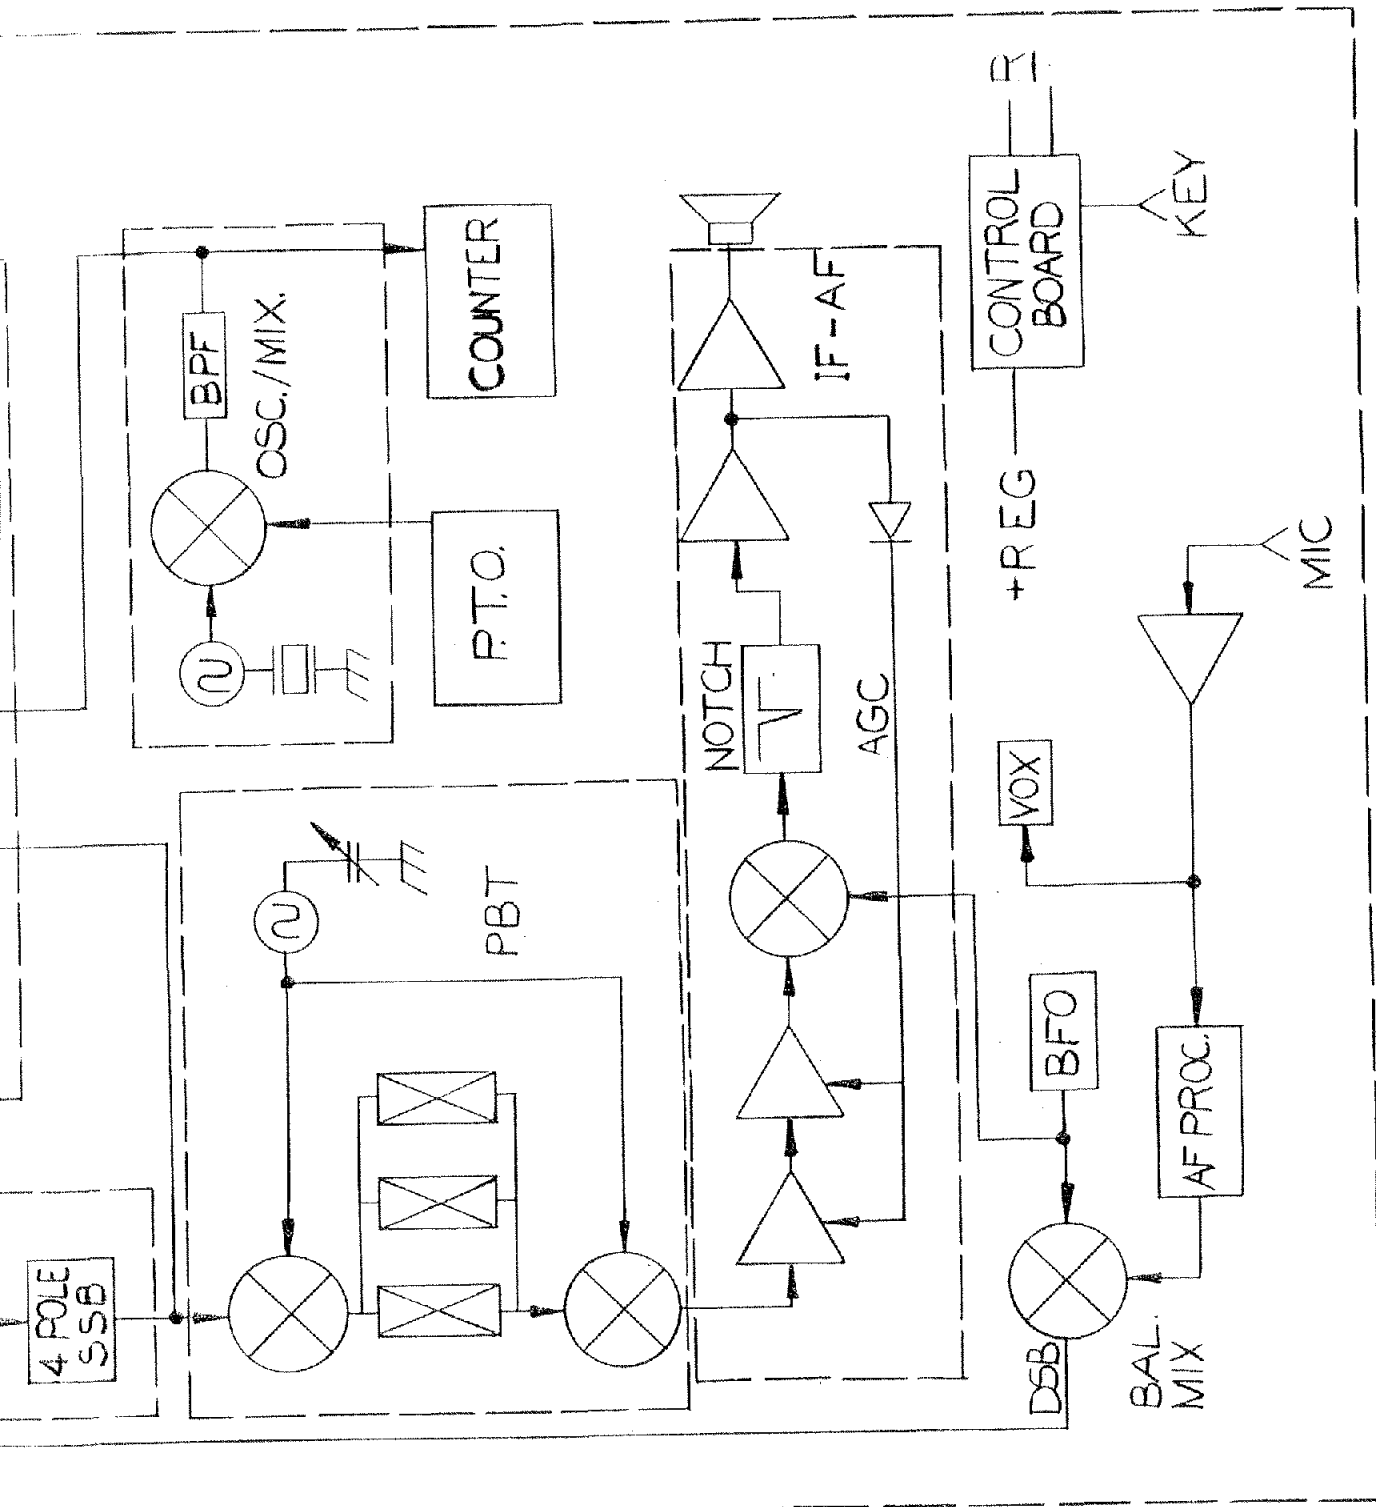 R
CONTROL
BOARD
KEY
COUNTER
BPF
OSC./MIX.
IF-AF
+REG
P.T.O.
MIC
NOTCH
AGC
VOX
PBT
BFO
AF PROC.
4 POLE
SSB
DSB
BAL.
MIX